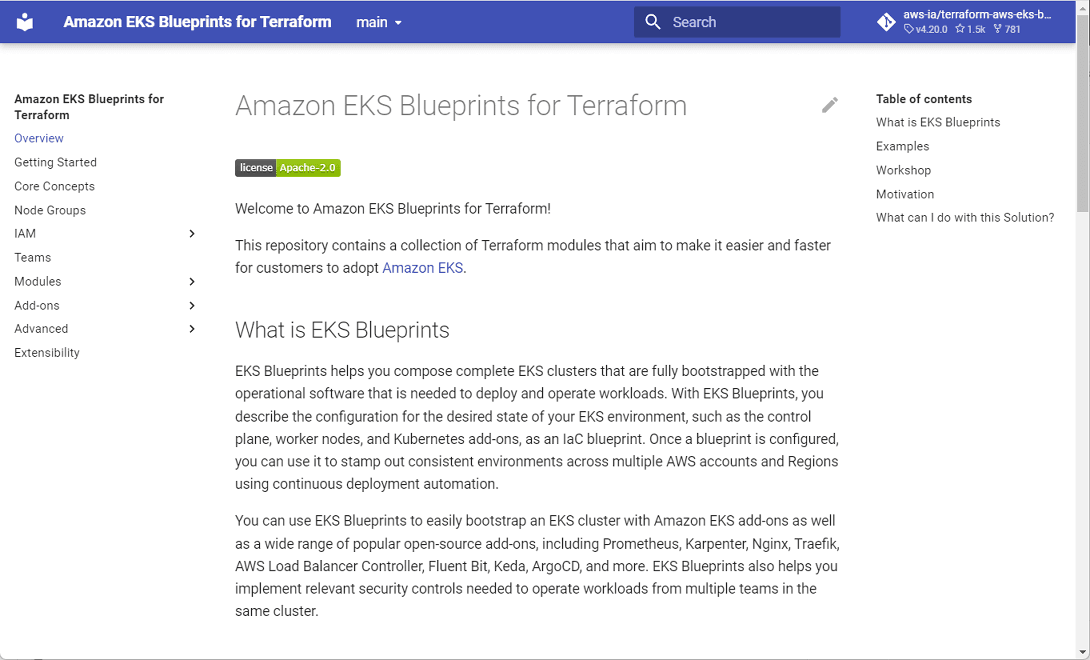 Amazon EKS Blueprints for Terraform main Search aws-ia/terraform-aws-eks-b...
v4.20.0 1.5k 781
Amazon EKS Blueprints for
Terraform
Overview
Getting Started
Core Concepts
Node Groups
IAM
Teams
Modules
Add-ons
Advanced
Extensibility
Amazon EKS Blueprints for Terraform
license Apache-2.0
Welcome to Amazon EKS Blueprints for Terraform!
This repository contains a collection of Terraform modules that aim to make it easier and faster
for customers to adopt Amazon EKS.
What is EKS Blueprints
EKS Blueprints helps you compose complete EKS clusters that are fully bootstrapped with the
operational software that is needed to deploy and operate workloads. With EKS Blueprints, you
describe the configuration for the desired state of your EKS environment, such as the control
plane, worker nodes, and Kubernetes add-ons, as an IaC blueprint. Once a blueprint is configured,
you can use it to stamp out consistent environments across multiple AWS accounts and Regions
using continuous deployment automation.
You can use EKS Blueprints to easily bootstrap an EKS cluster with Amazon EKS add-ons as well
as a wide range of popular open-source add-ons, including Prometheus, Karpenter, Nginx, Traefik,
AWS Load Balancer Controller, Fluent Bit, Keda, ArgoCD, and more. EKS Blueprints also helps you
implement relevant security controls needed to operate workloads from multiple teams in the
same cluster.
Table of contents
What is EKS Blueprints
Examples
Workshop
Motivation
What can I do with this Solution?